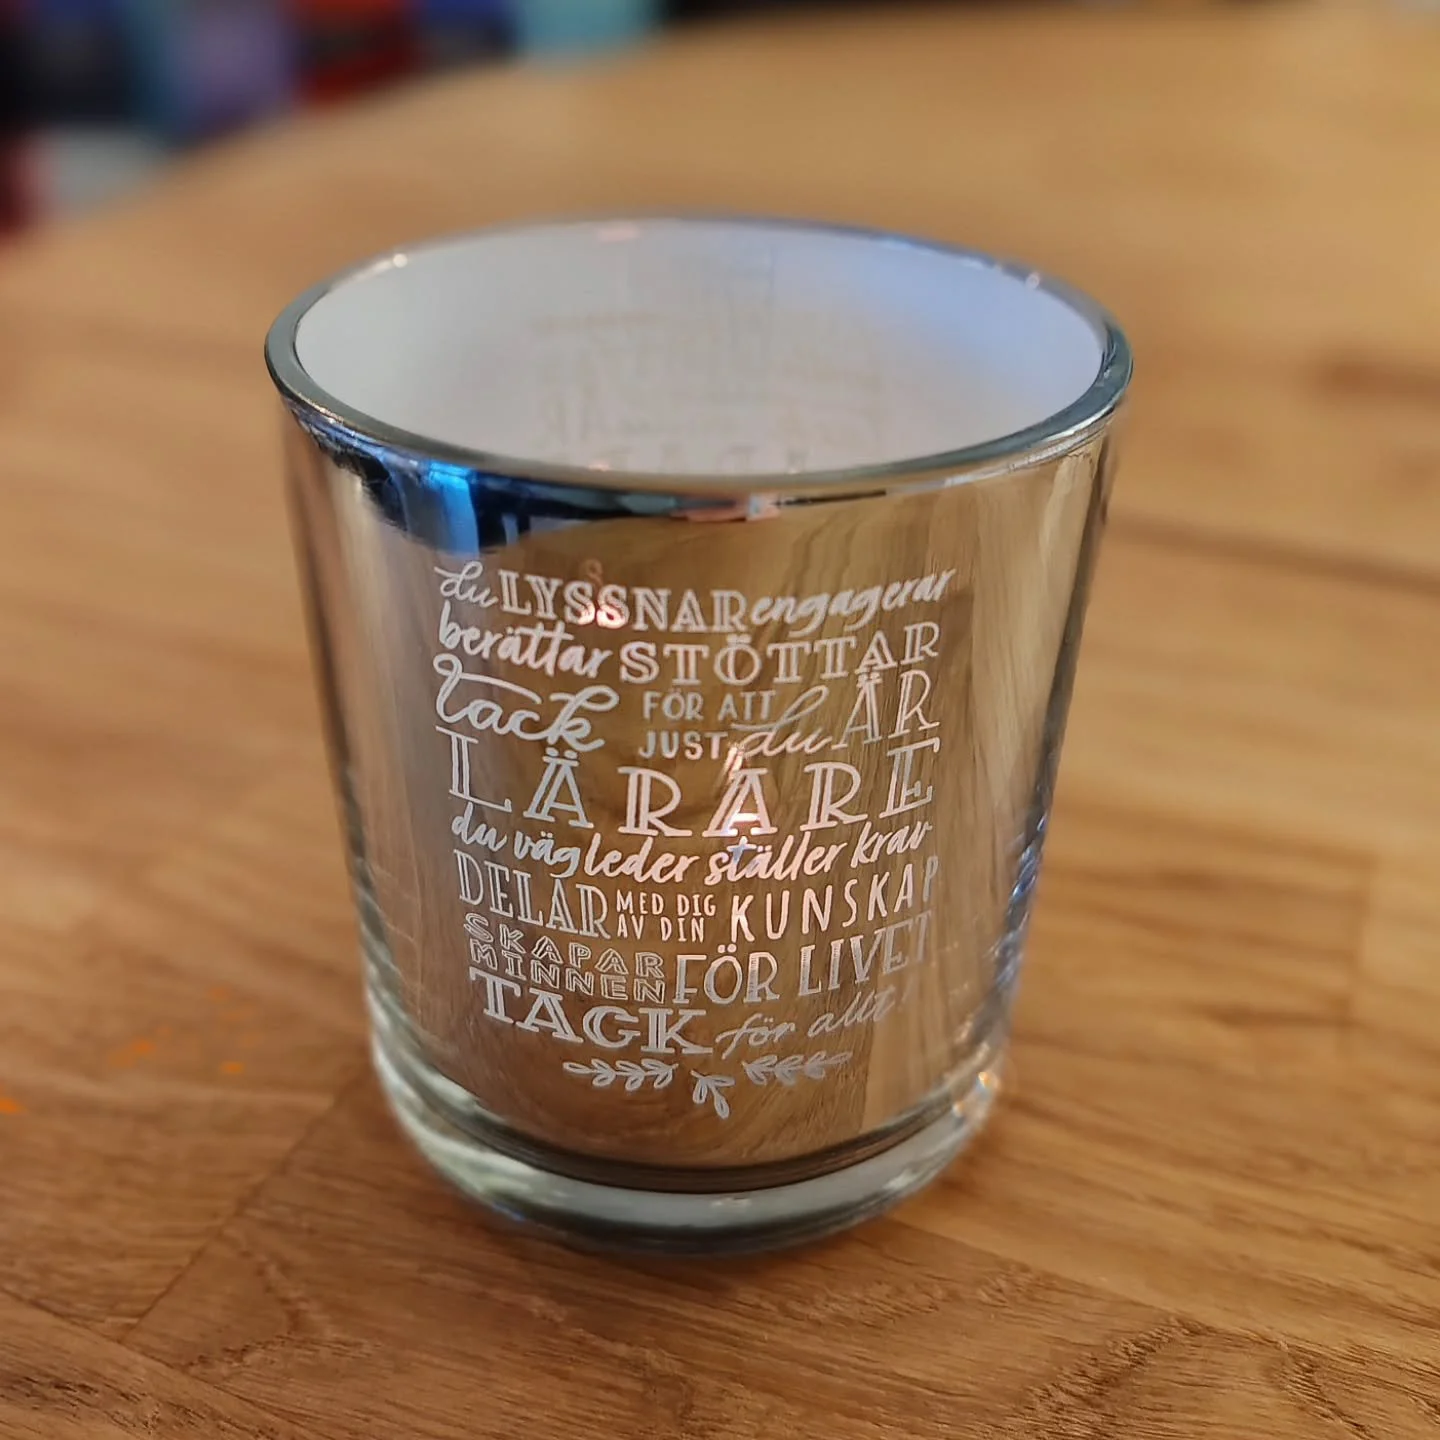 du LYSSNAR engagerar
berättar STÖTTAR
tack FÖR ATT JUST du ÄR
LÄRARE
du vägleder ställer krav
DELAR MED DIG AV DIN KUNSKAP
SKAPAR MINNEN FÖR LIVET
TACK för allt!